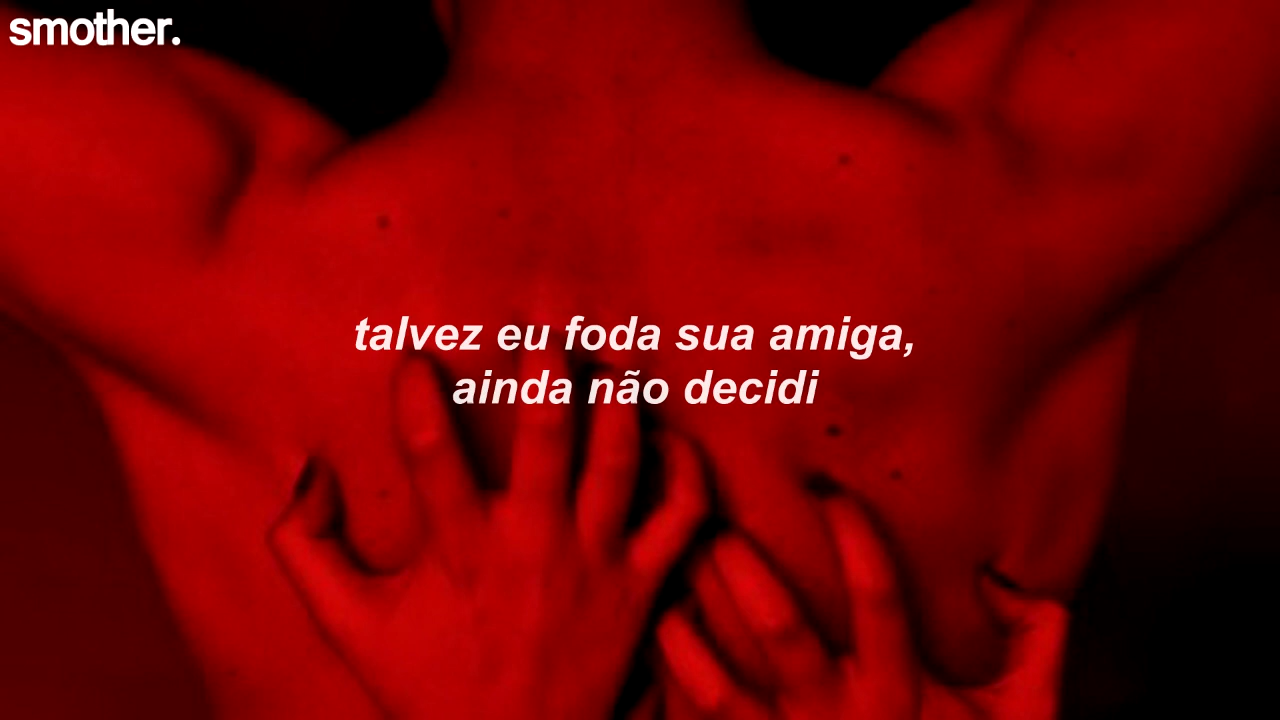 smother.
talvez eu foda sua amiga,
ainda não decidi